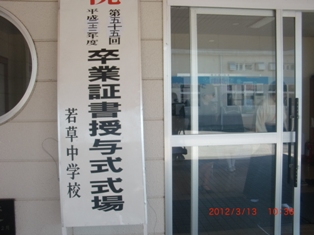 祝
第五十五回
平成二三年度
卒業証書授与式式場
若草中学校
2012/3/13